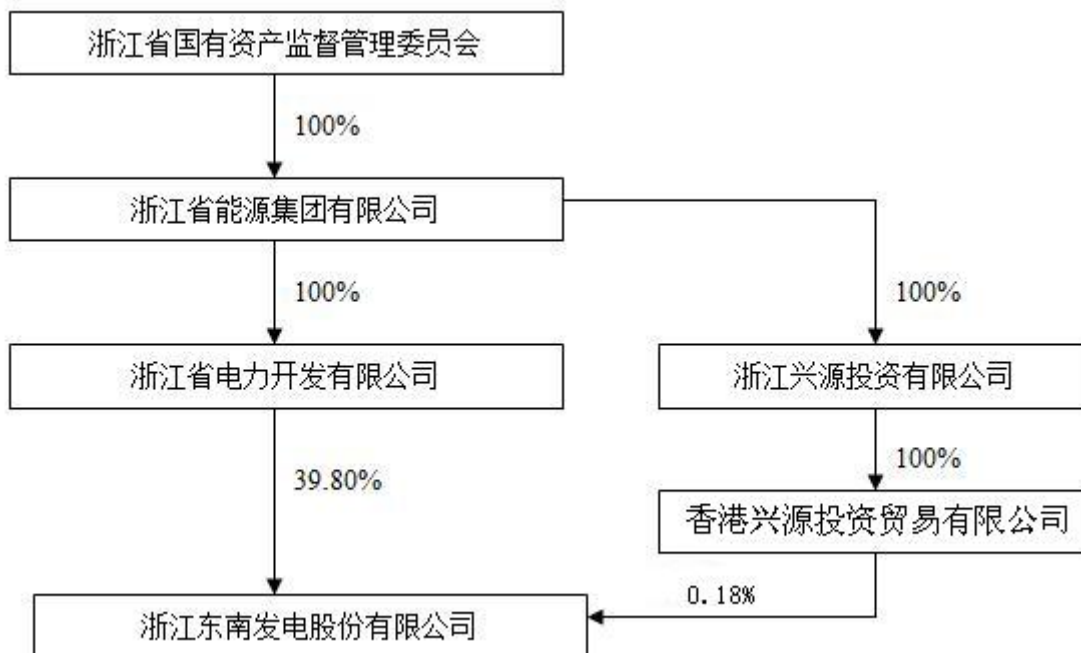 浙江省国有资产监督管理委员会
100%
浙江省能源集团有限公司
100%
100%
浙江省电力开发有限公司
浙江兴源投资有限公司
39.80%
100%
香港兴源投资贸易有限公司
0.18%
浙江东南发电股份有限公司